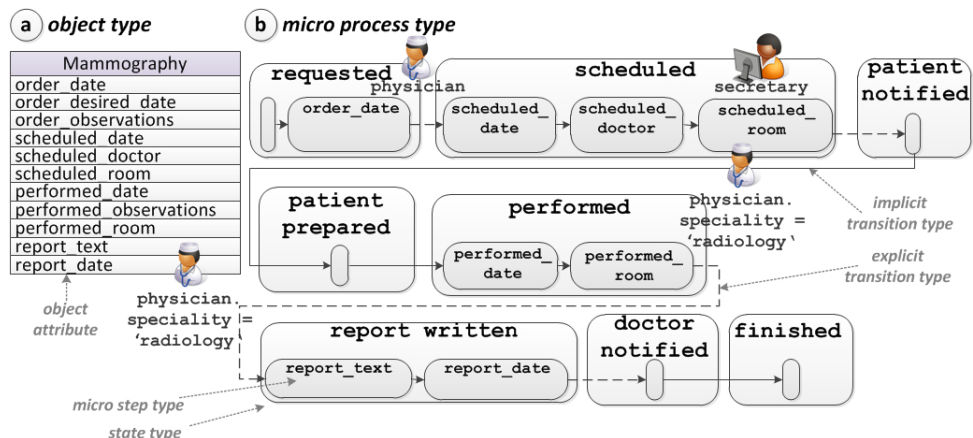 a object type
Mammography
order_date
order_desired_date
order_observations
scheduled_date
scheduled_doctor
scheduled_room
performed_date
performed_observations
performed_room
report_text
report_date
object
attribute
b micro process type
requested
physician
order_date
scheduled
secretary
scheduled_
date
scheduled_
doctor
scheduled_
room
patient
notified
implicit
transition type
patient
prepared
performed
physician.
speciality =
‘radiology‘
performed_
date
performed_
room
explicit
transition type
physician.
speciality =
‘radiology‘
report written
report_text
report_date
doctor
notified
finished
micro step type
state type